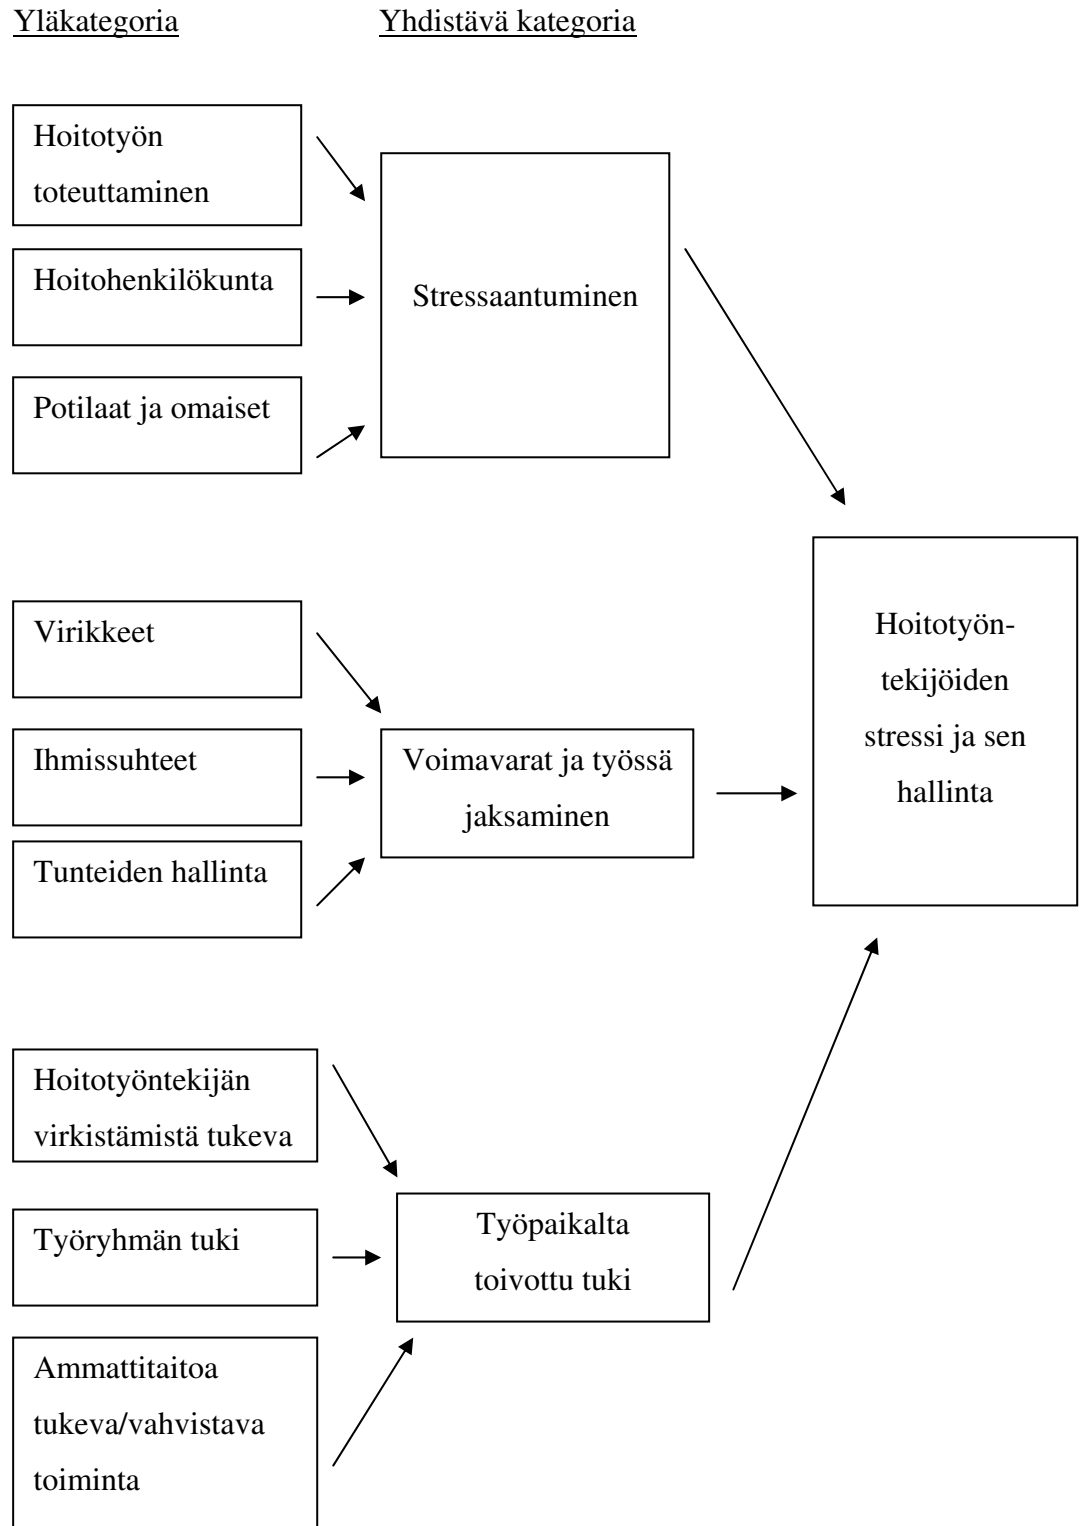 Yläkategoria
Yhdistävä kategoria
Hoitotyön
toteuttaminen
Hoitohenkilökunta
Potilaat ja omaiset
Stressaantuminen
Virikkeet
Ihmissuhteet
Tunteiden hallinta
Voimavarat ja työssä
jaksaminen
Hoitotyön-
tekijöiden
stressi ja sen
hallinta
Hoitotyöntekijän
virkistämistä tukeva
Työryhmän tuki
Ammattitaitoa
tukeva/vahvistava
toiminta
Työpaikalta
toivottu tuki